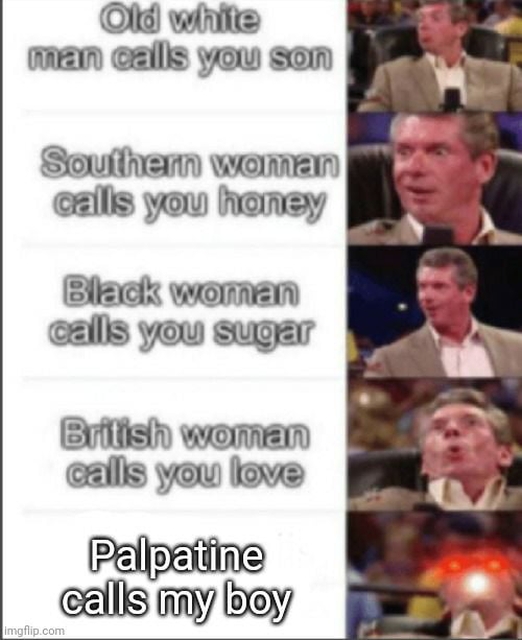 Old white
man calls you son
Southern woman
calls you honey
Black woman
calls you sugar
British woman
calls you love
Palpatine
calls my boy
imgflip.com